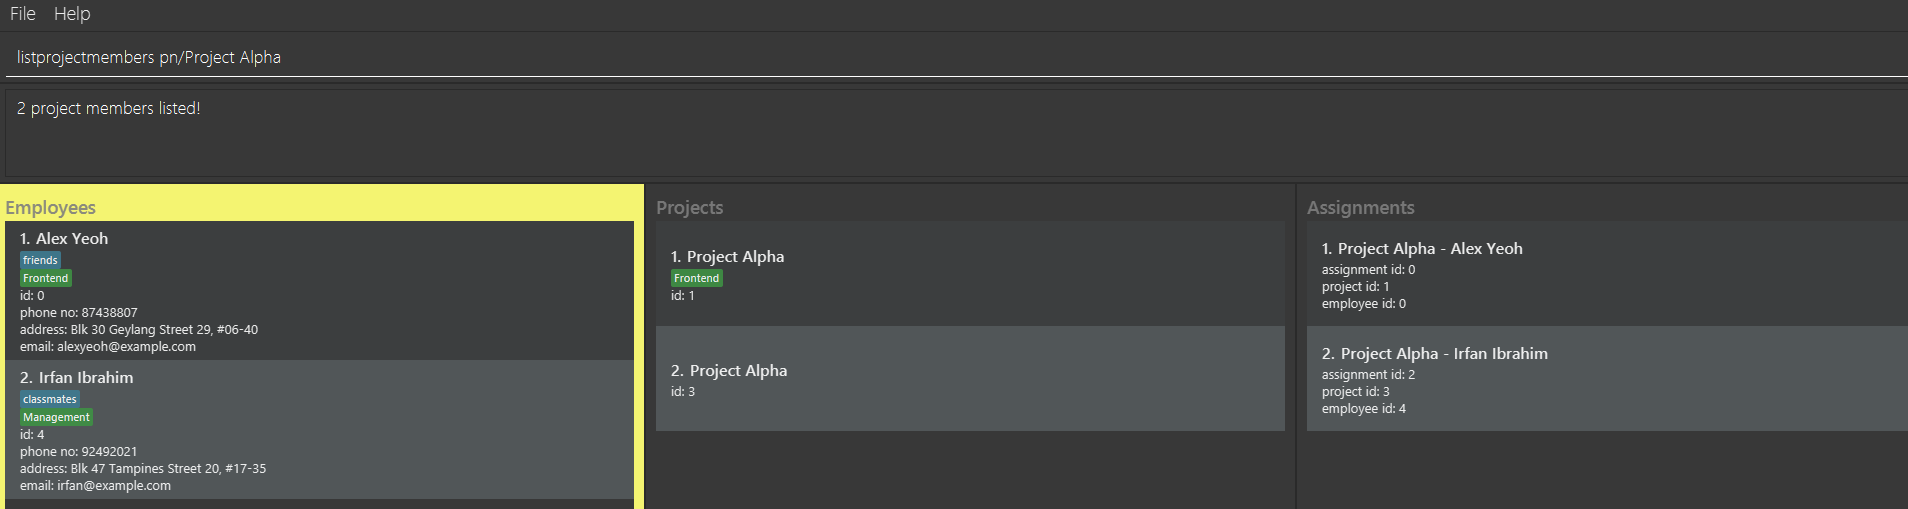 File Help
listprojectmembers pn/Project Alpha
2 project members listed!
Employees
1. Alex Yeoh
friends
Frontend
id: 0
phone no: 87438807
address: Blk 30 Geylang Street 29, #06-40
email: alexyeoh@example.com
2. Irfan Ibrahim
classmates
Management
id: 4
phone no: 92492021
address: Blk 47 Tampines Street 20, #17-35
email: irfan@example.com
Projects
1. Project Alpha
Frontend
id: 1
2. Project Alpha
id: 3
Assignments
1. Project Alpha - Alex Yeoh
assignment id: 0
project id: 1
employee id: 0
2. Project Alpha - Irfan Ibrahim
assignment id: 2
project id: 3
employee id: 4